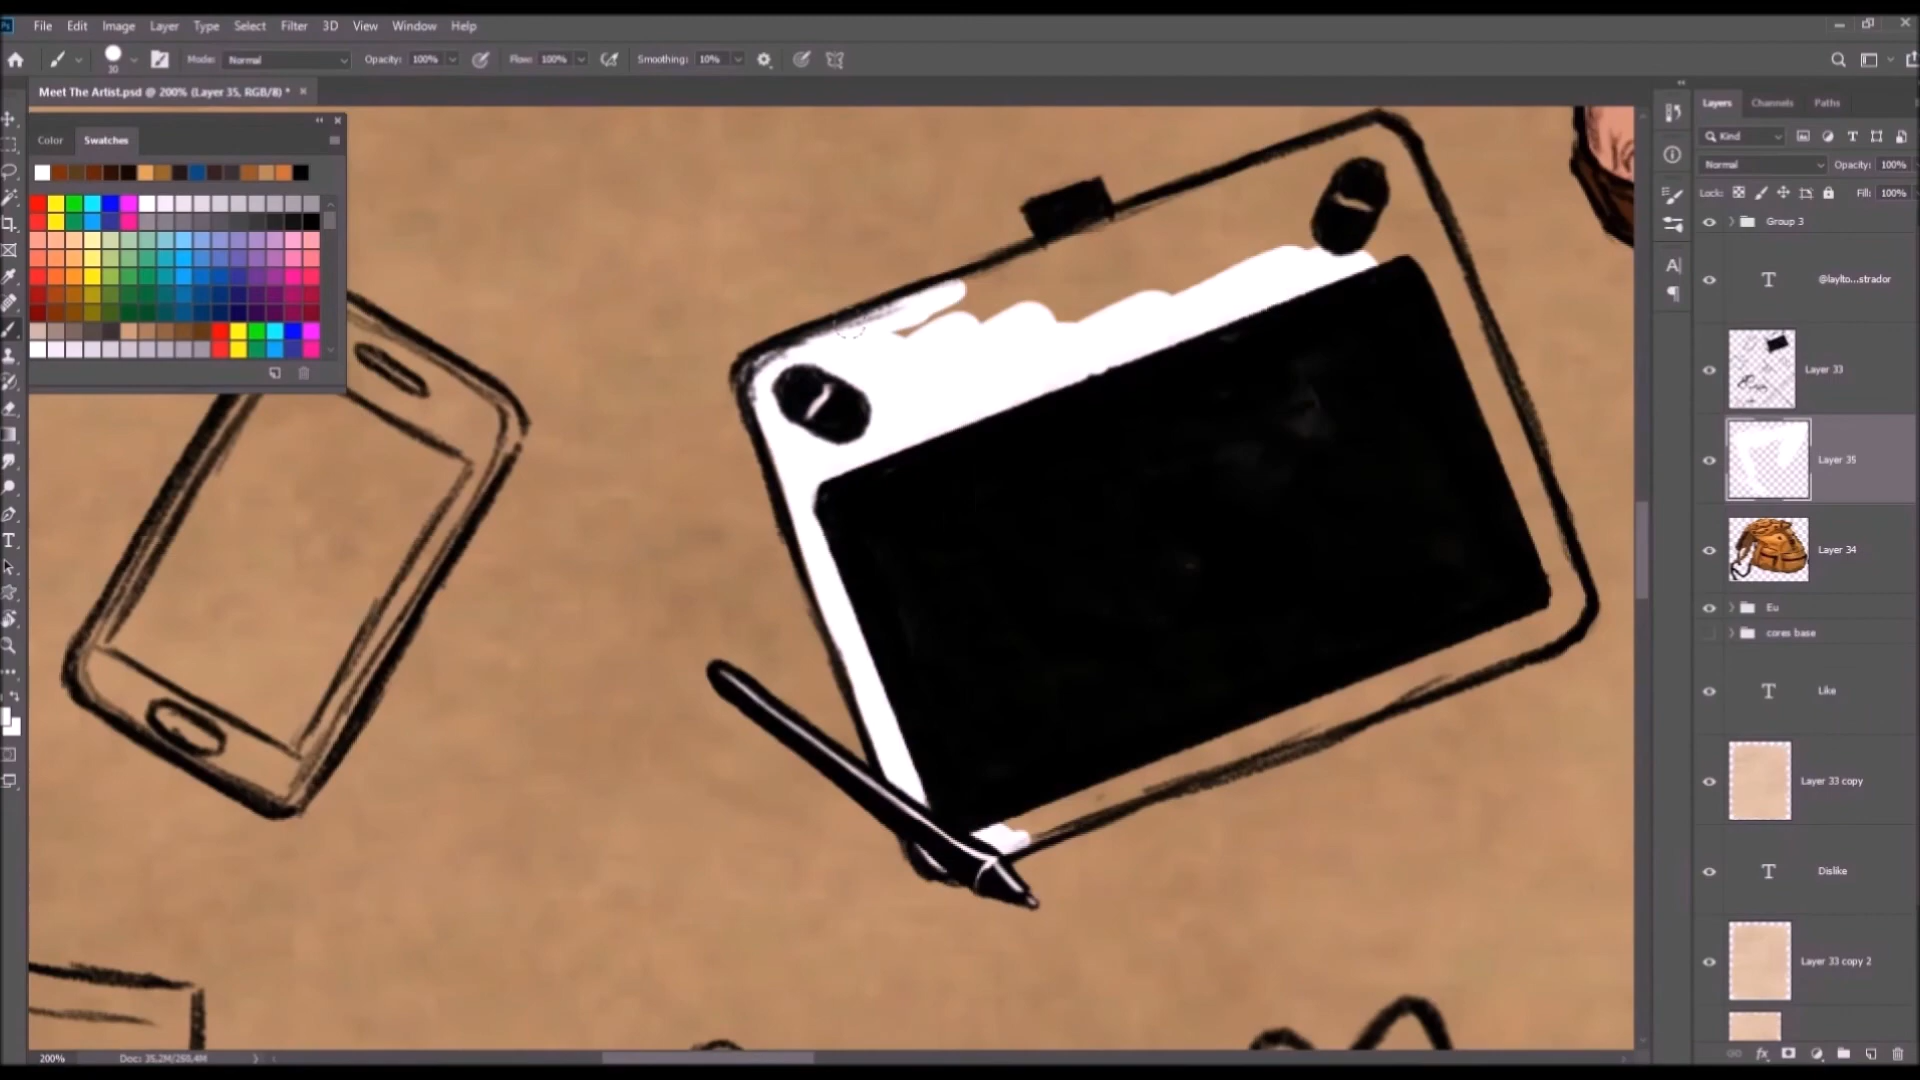 File Edit Image Layer Type Select Filter 3D View Window Help
Mode: Normal Opacity: 100% Flow: 100% Smoothing: 10%
30
Meet The Artist.psd @ 200% (Layer 35, RGB/8) *
Color Swatches
Layers Channels Paths
Kind
Normal Opacity: 100%
Lock: Fill: 100%
Group 3
@laylto...strador
Layer 33
Layer 35
Layer 34
Eu
cores base
Like
Layer 33 copy
Dislike
Layer 33 copy 2
200% Doc: 35,2M/250,4M